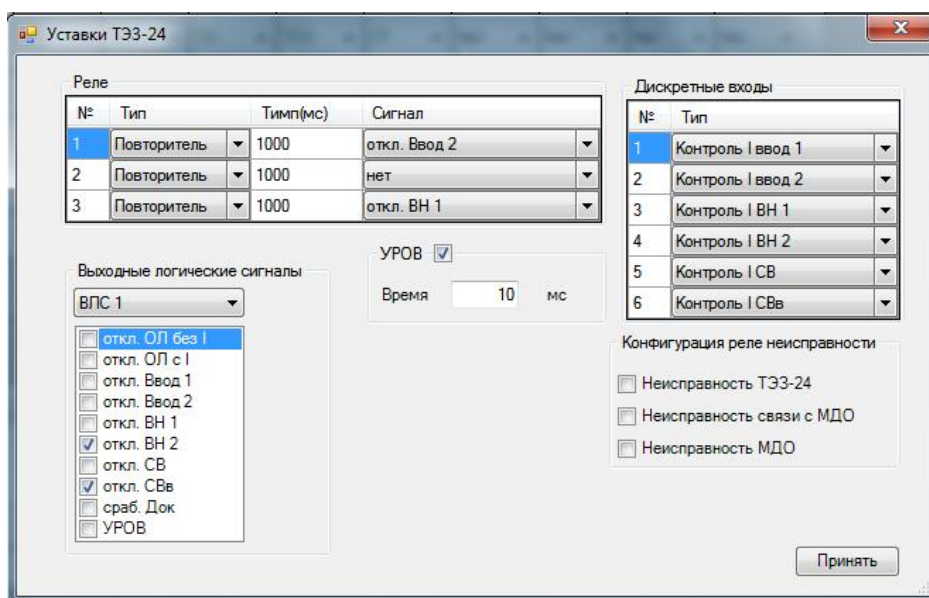 Уставки ТЭЗ-24
Реле
№ Тип Тимп(мс) Сигнал
1 Повторитель 1000 откл. Ввод 2
2 Повторитель 1000 нет
3 Повторитель 1000 откл. ВН 1
Дискретные входы
№ Тип
1 Контроль I ввод 1
2 Контроль I ввод 2
3 Контроль I ВН 1
4 Контроль I ВН 2
5 Контроль I СВ
6 Контроль I СВв
УРОВ
Время 10 мс
Выходные логические сигналы
ВЛС 1
откл. ОЛ без I
откл. ОЛ с I
откл. Ввод 1
откл. Ввод 2
откл. ВН 1
откл. ВН 2
откл. СВ
откл. СВв
сраб. Док
УРОВ
Конфигурация реле неисправности
Неисправность ТЭЗ-24
Неисправность связи с МДО
Неисправность МДО
Принять